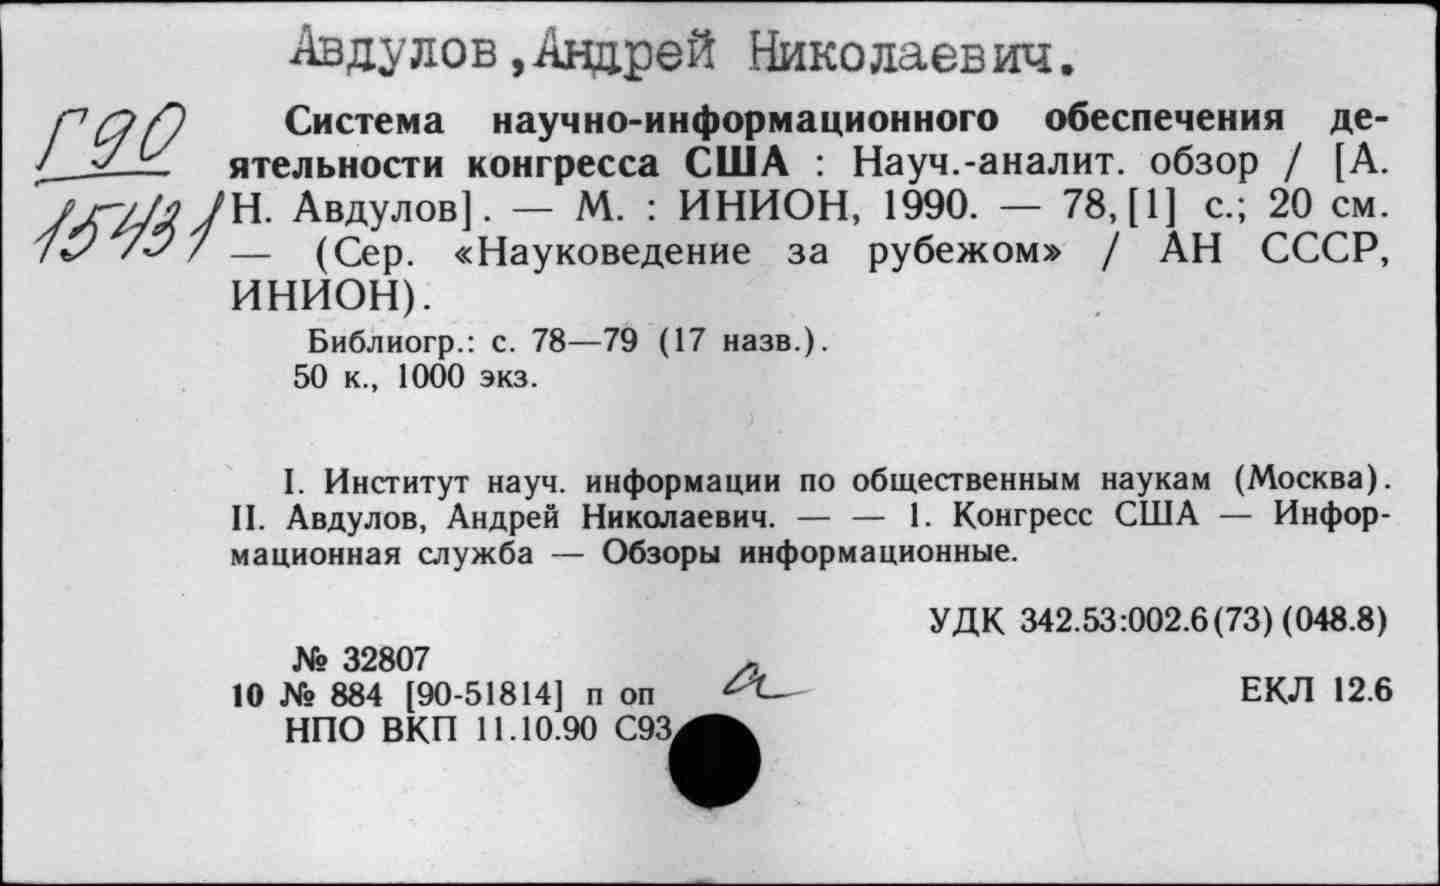 Авдулов, Андрей Николаевич.
Г90
15431
Система научно-информационного обеспечения де-
ятельности конгресса США : Науч.-аналит. обзор / [А.
Н. Авдулов]. — М. : ИНИОН, 1990. — 78, [1] с.; 20 см.
— (Сер. «Науковедение за рубежом» / АН СССР,
ИНИОН).
Библиогр.: с. 78—79 (17 назв.).
50 к., 1000 экз.
I. Институт науч. информации по общественным наукам (Москва).
II. Авдулов, Андрей Николаевич. — — 1. Конгресс США — Инфор-
мационная служба — Обзоры информационные.
УДК 342.53:002.6(73)(048.8)
№ 32807
10 № 884 [90-51814] п оп
ЕКЛ 12.6
НПО ВКП 11.10.90 С93